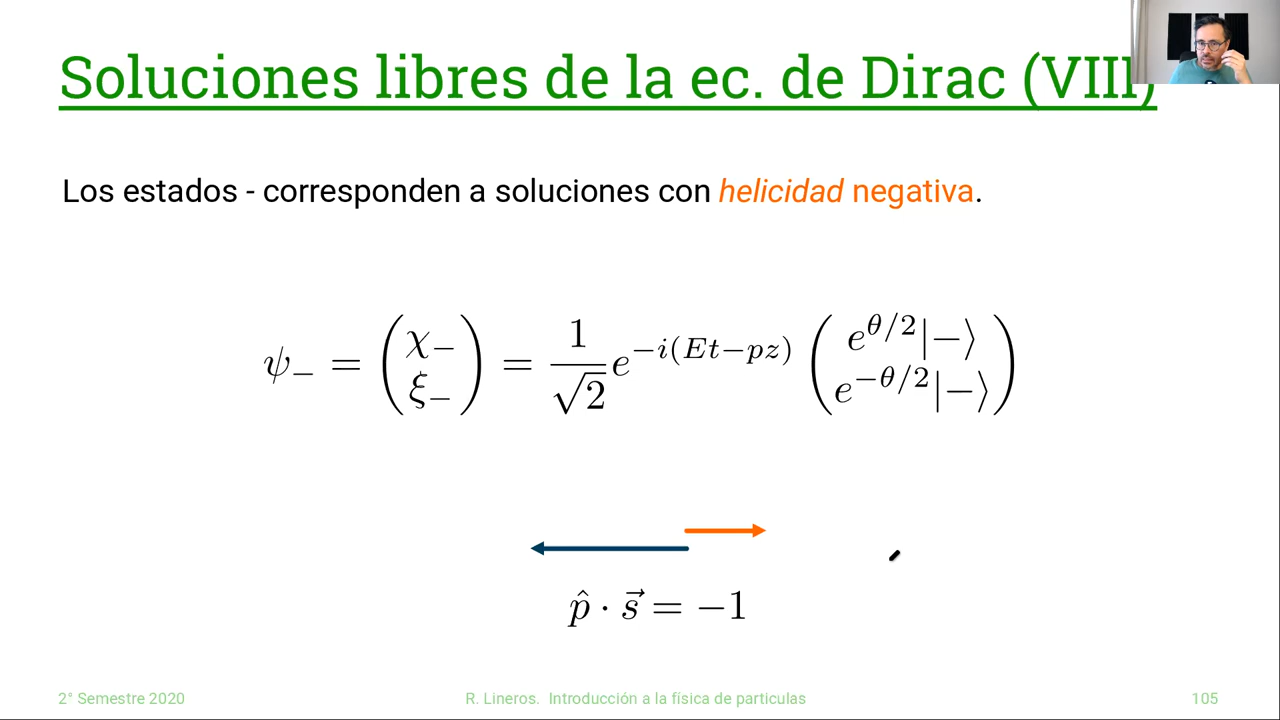 Soluciones libres de la ec. de Dirac (VIII)
Los estados - corresponden a soluciones con helicidad negativa.
ψ₋ = (χ₋ ξ₋) = 1/√2 e^{−i(Et−pz)} (e^{θ/2}|−⟩ e^{−θ/2}|−⟩)
p̂ · s⃗ = −1
2° Semestre 2020
R. Lineros. Introducción a la física de particulas
105